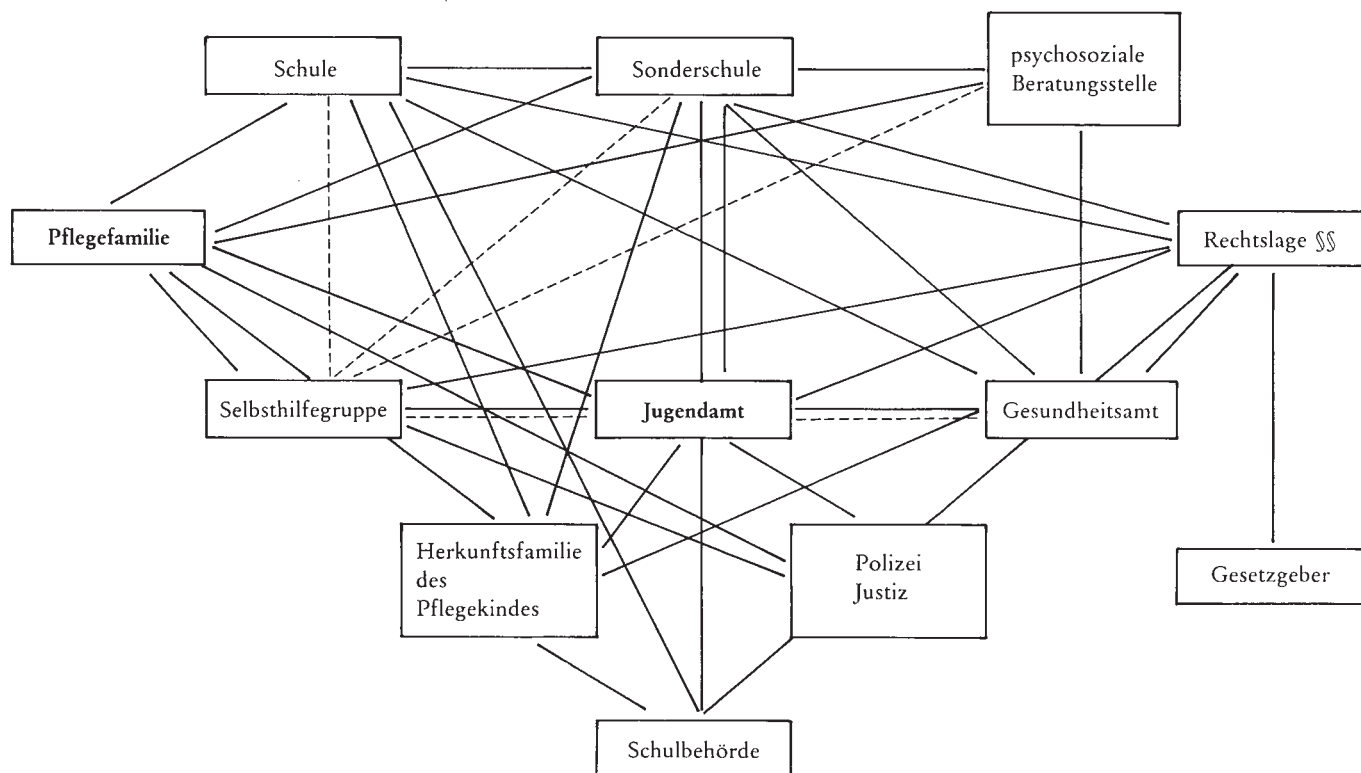 Schule
Sonderschule
psychosoziale
Beratungsstelle
Pflegefamilie
Rechtslage §§
Selbsthilfegruppe
Jugendamt
Gesundheitsamt
Herkunftsfamilie
des
Pflegekindes
Polizei
Justiz
Gesetzgeber
Schulbehörde